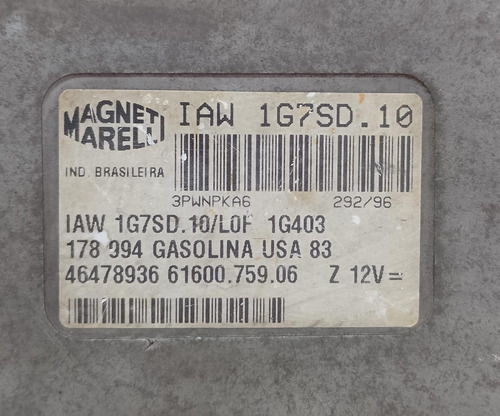 MAGNETI
MARELLI
IAW 1G7SD.10
IND. BRASILEIRA
3PWNPKA6 292/96
IAW 1G7SD.10/L0F 1G403
178 994 GASOLINA USA 83
46478936 61600.759.06 Z 12V=